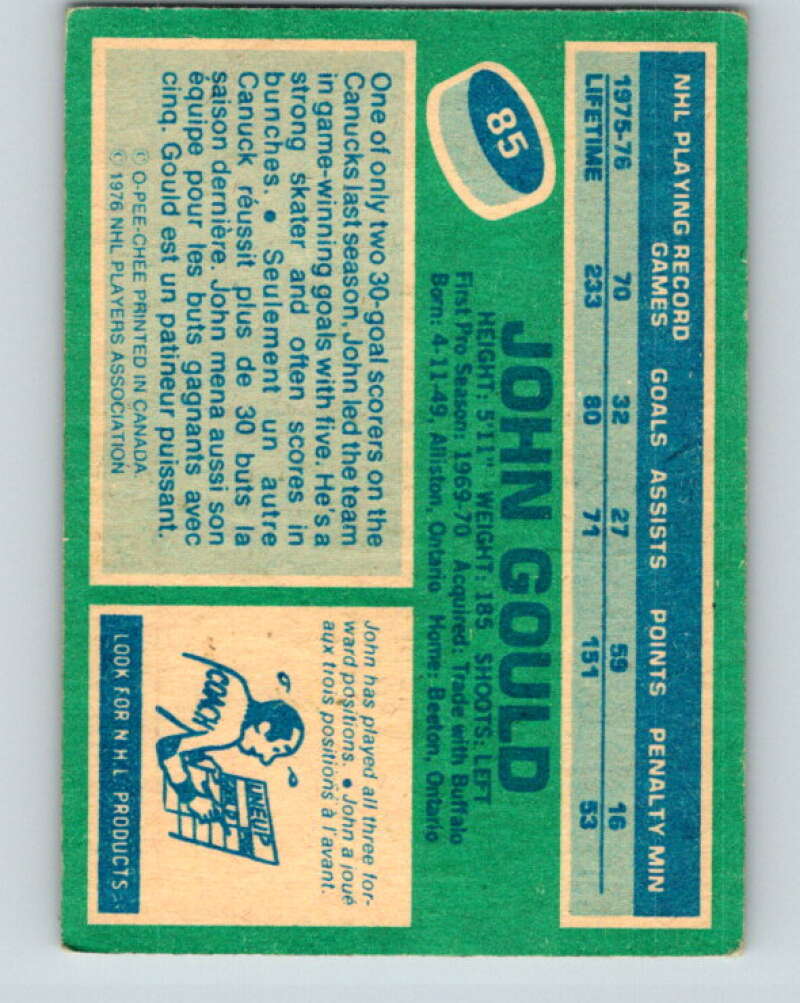 NHL PLAYING RECORD
GAMES GOALS ASSISTS POINTS PENALTY MIN
1975-76 70 32 27 59 16
LIFETIME 233 80 71 151 53
85
JOHN GOULD
HEIGHT: 5'11" WEIGHT: 185 SHOOTS: LEFT
First Pro Season: 1969-70 Acquired: Trade with Buffalo
Born: 4-11-49, Alliston, Ontario Home: Beeton, Ontario
One of only two 30-goal scorers on the
Canucks last season, John led the team
in game-winning goals with five. He's a
strong skater and often scores in
bunches. • Seulement un autre
Canuck réussit plus de 30 buts la
saison dernière. John mena aussi son
équipe pour les buts gagnants avec
cinq. Gould est un patineur puissant.
© O-PEE-CHEE PRINTED IN CANADA.
© 1976 NHL PLAYERS ASSOCIATION
John has played all three for-
ward positions. • John a joué
aux trois positions à l'avant.
COACH
LINEUP
LOOK FOR N H L PRODUCTS